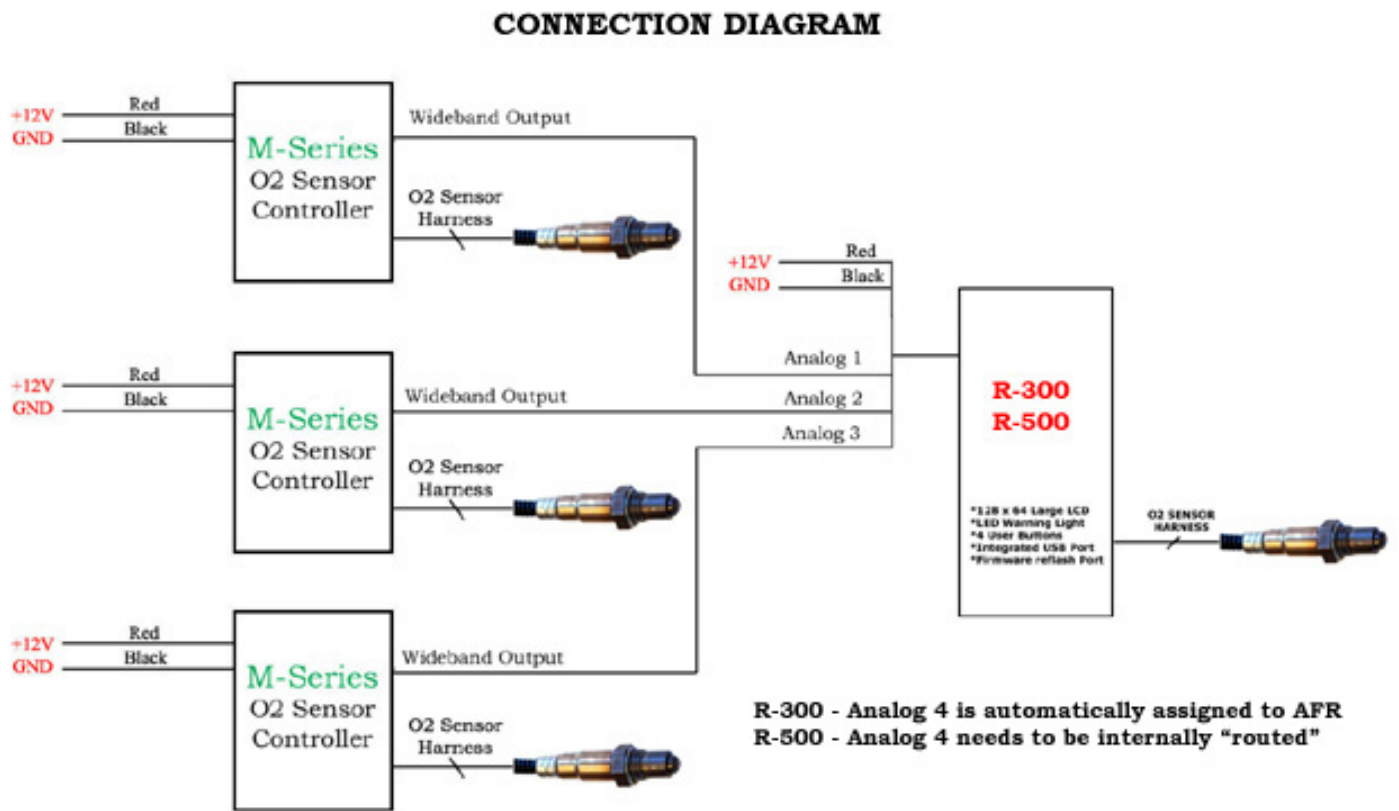 CONNECTION DIAGRAM
+12V
Red
GND
Black
M-Series
O2 Sensor
Controller
Wideband Output
O2 Sensor
Harness
+12V
Red
GND
Black
Analog 1
Analog 2
Analog 3
+12V
Red
GND
Black
M-Series
O2 Sensor
Controller
Wideband Output
O2 Sensor
Harness
R-300
R-500
*128 x 64 Large LCD
*LED Warning Light
*4 User Buttons
*Integrated USB Port
*Firmware reflash Port
O2 SENSOR
HARNESS
+12V
Red
GND
Black
M-Series
O2 Sensor
Controller
Wideband Output
O2 Sensor
Harness
R-300 - Analog 4 is automatically assigned to AFR
R-500 - Analog 4 needs to be internally “routed”